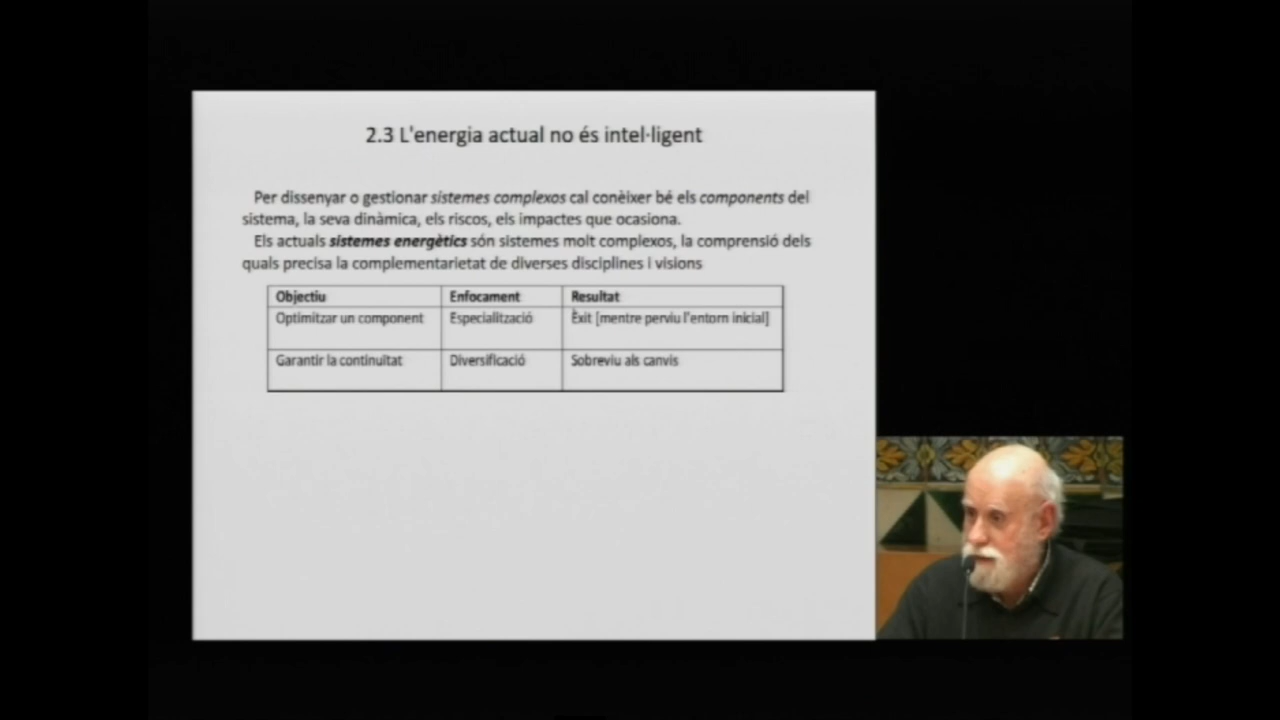 2.3 L'energia actual no és intel·ligent
Per dissenyar o gestionar sistemes complexos cal conèixer bé els components del
sistema, la seva dinàmica, els riscos, els impactes que ocasiona.
Els actuals sistemes energètics són sistemes molt complexos, la comprensió dels
quals precisa la complementarietat de diverses disciplines i visions
Objectiu Enfocament Resultat
Optimitzar un component Especialització Èxit [mentre perviu l'entorn inicial]
Garantir la continuïtat Diversificació Sobreviu als canvis